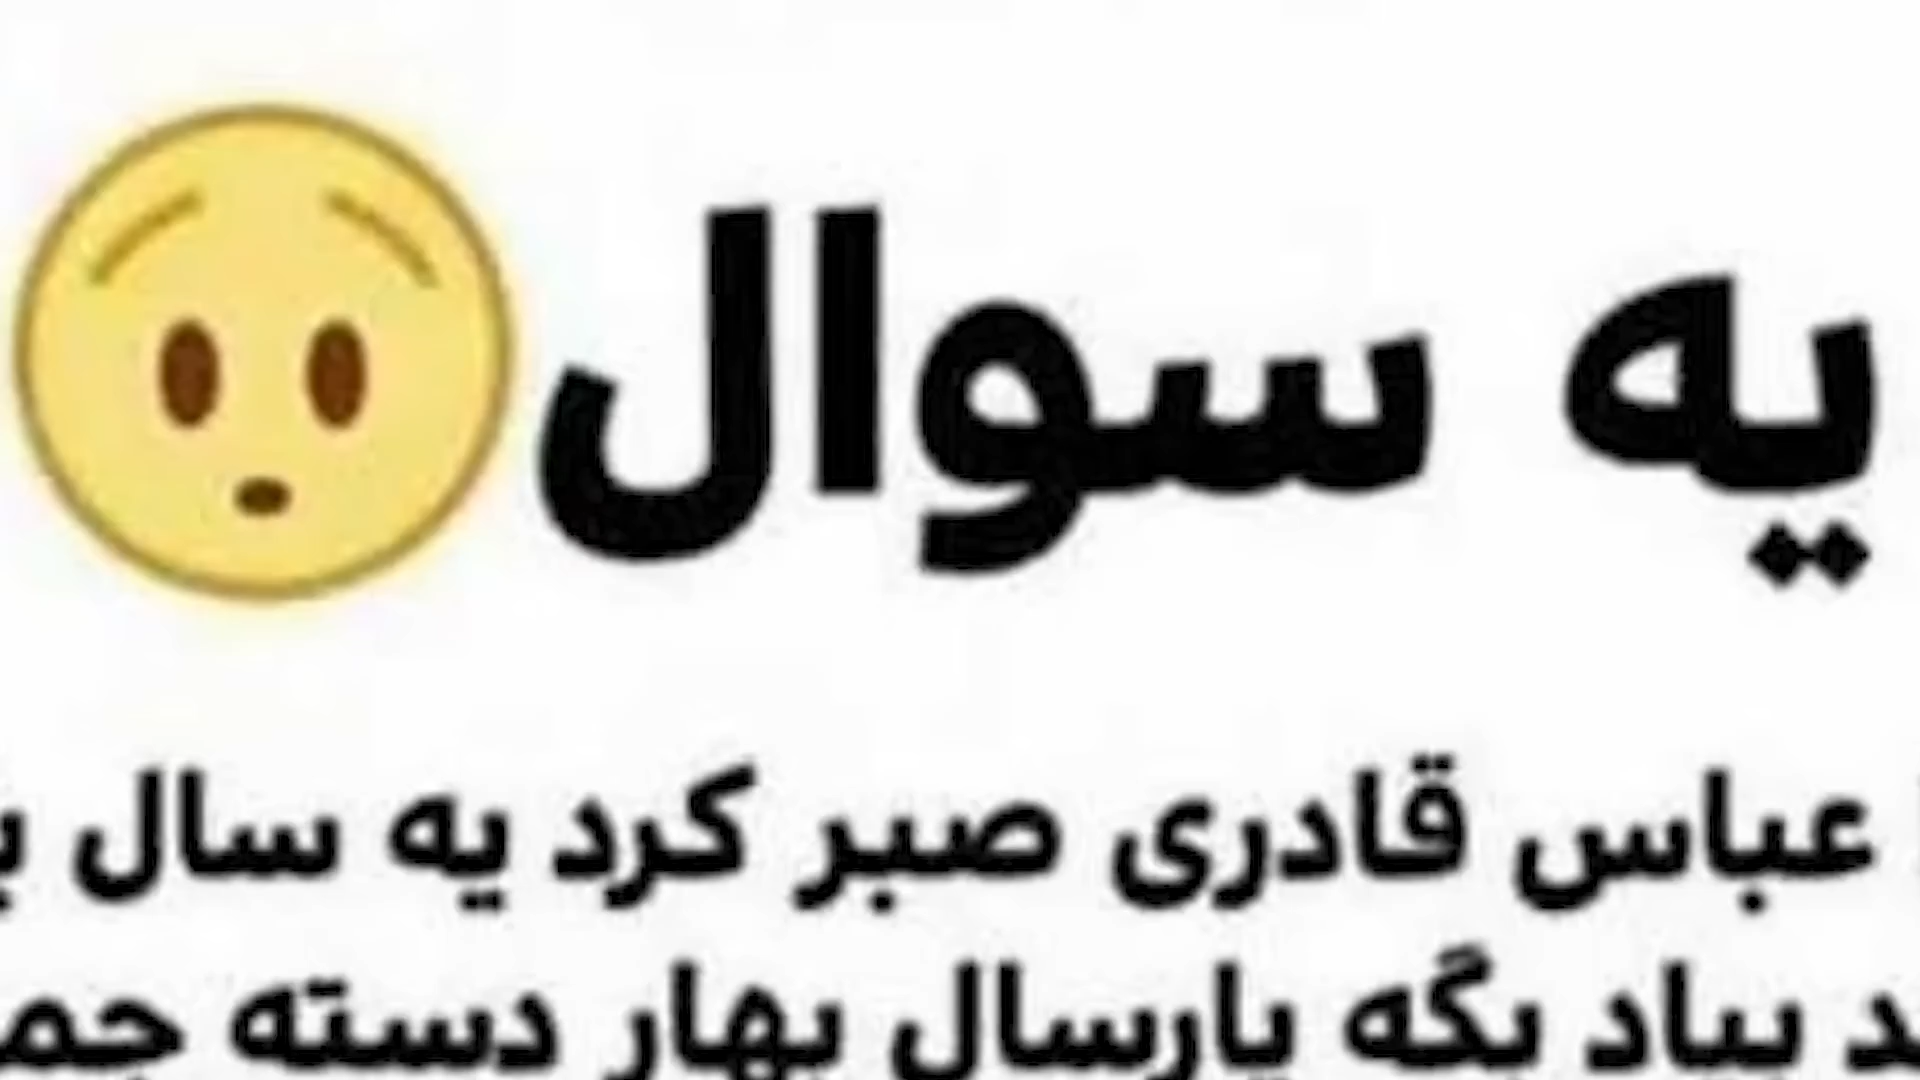 یه سوال
عباس قادری صبر کرد یه سال
بیاد بگه پارسال بهار دسته